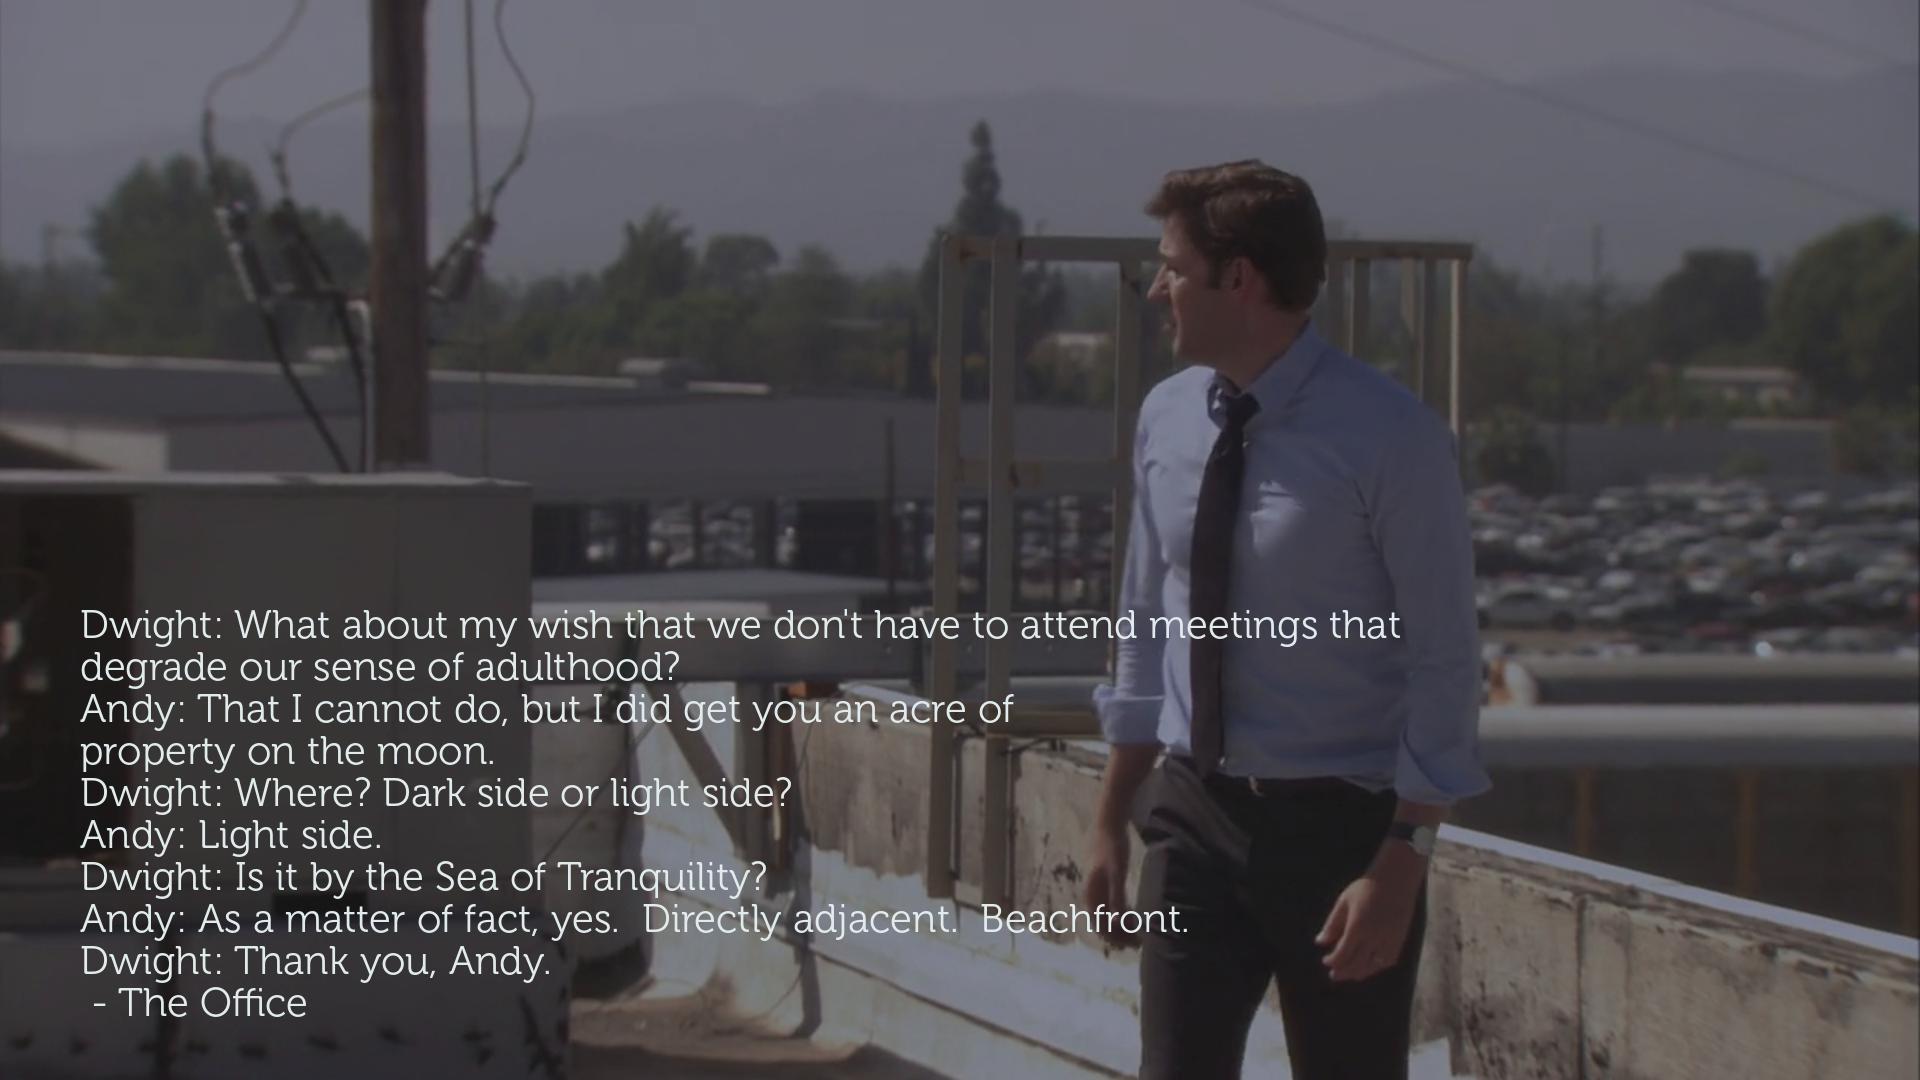 Dwight: What about my wish that we don't have to attend meetings that
degrade our sense of adulthood?
Andy: That I cannot do, but I did get you an acre of
property on the moon.
Dwight: Where? Dark side or light side?
Andy: Light side.
Dwight: Is it by the Sea of Tranquility?
Andy: As a matter of fact, yes.  Directly adjacent.  Beachfront.
Dwight: Thank you, Andy.
 - The Office